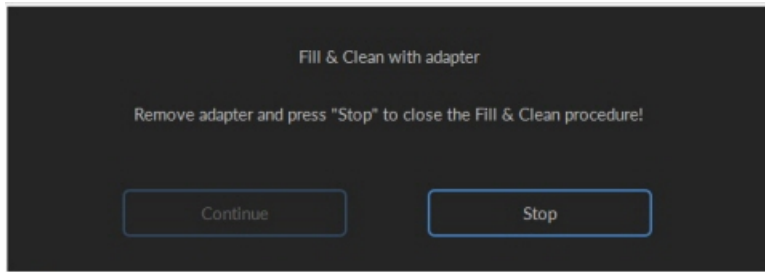 Fill & Clean with adapter
Remove adapter and press "Stop" to close the Fill & Clean procedure!
Continue
Stop